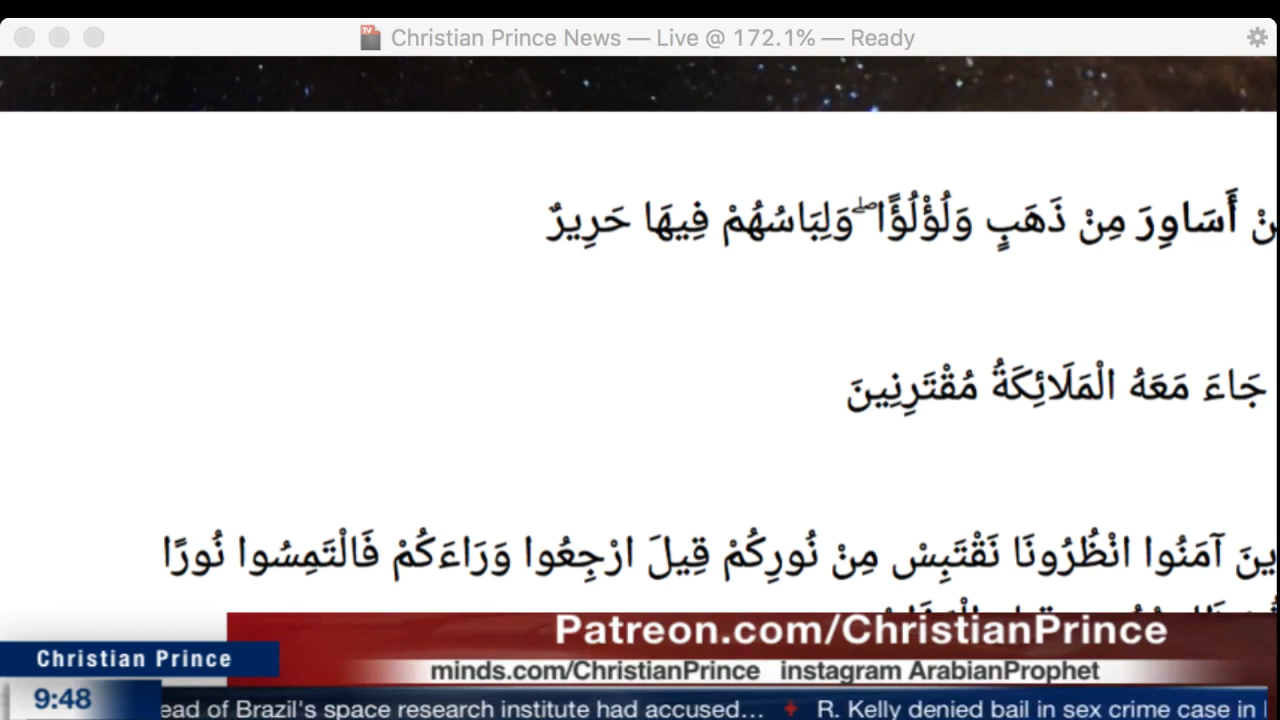 Christian Prince News — Live @ 172.1% — Ready
أَسَاوِرَ مِنْ ذَهَبٍ وَلُؤْلُؤًا ۖ وَلِبَاسُهُمْ فِيهَا حَرِيرٌ
جَاءَ مَعَهُ الْمَلَائِكَةُ مُقْتَرِنِينَ
آمَنُوا انْظُرُونَا نَقْتَبِسْ مِنْ نُورِكُمْ قِيلَ ارْجِعُوا وَرَاءَكُمْ فَالْتَمِسُوا نُورًا
Patreon.com/ChristianPrince
minds.com/ChristianPrince instagram ArabianProphet
Christian Prince
9:48
ead of Brazil's space research institute had accused... R. Kelly denied bail in sex crime case in